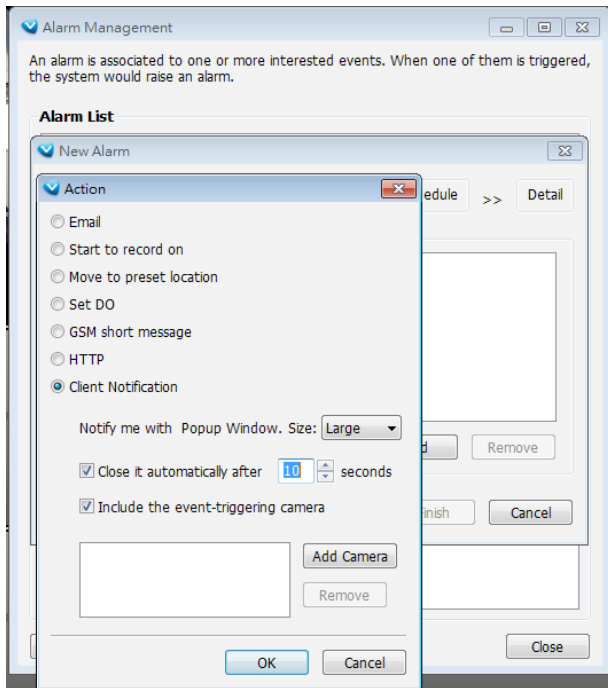 Alarm Management
An alarm is associated to one or more interested events. When one of them is triggered,
the system would raise an alarm.
Alarm List
New Alarm
Action
edule >> Detail
Email
Start to record on
Move to preset location
Set DO
GSM short message
HTTP
Client Notification
Notify me with Popup Window. Size: Large
Remove
Close it automatically after 10 seconds
Include the event-triggering camera
inish Cancel
Add Camera
Remove
Close
OK Cancel